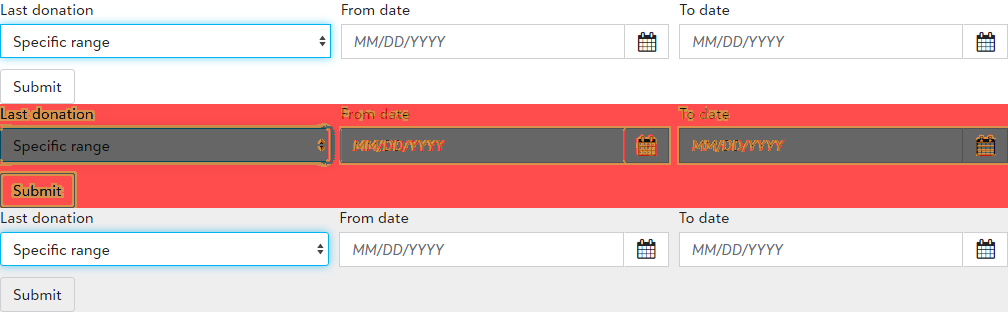 Last donation From date To date
Specific range MM/DD/YYYY MM/DD/YYYY
Submit
Last donation From date To date
Specific range MM/DD/YYYY MM/DD/YYYY
Submit
Last donation From date To date
Specific range MM/DD/YYYY MM/DD/YYYY
Submit